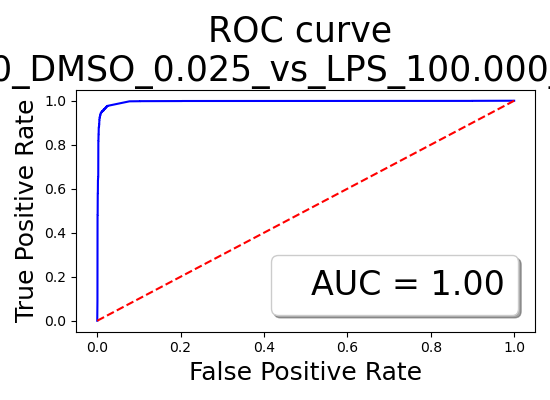 ROC curve
0_DMSO_0.025_vs_LPS_100.000_
True Positive Rate
1.0
0.8
0.6
0.4
0.2
0.0
AUC = 1.00
0.0 0.2 0.4 0.6 0.8 1.0
False Positive Rate